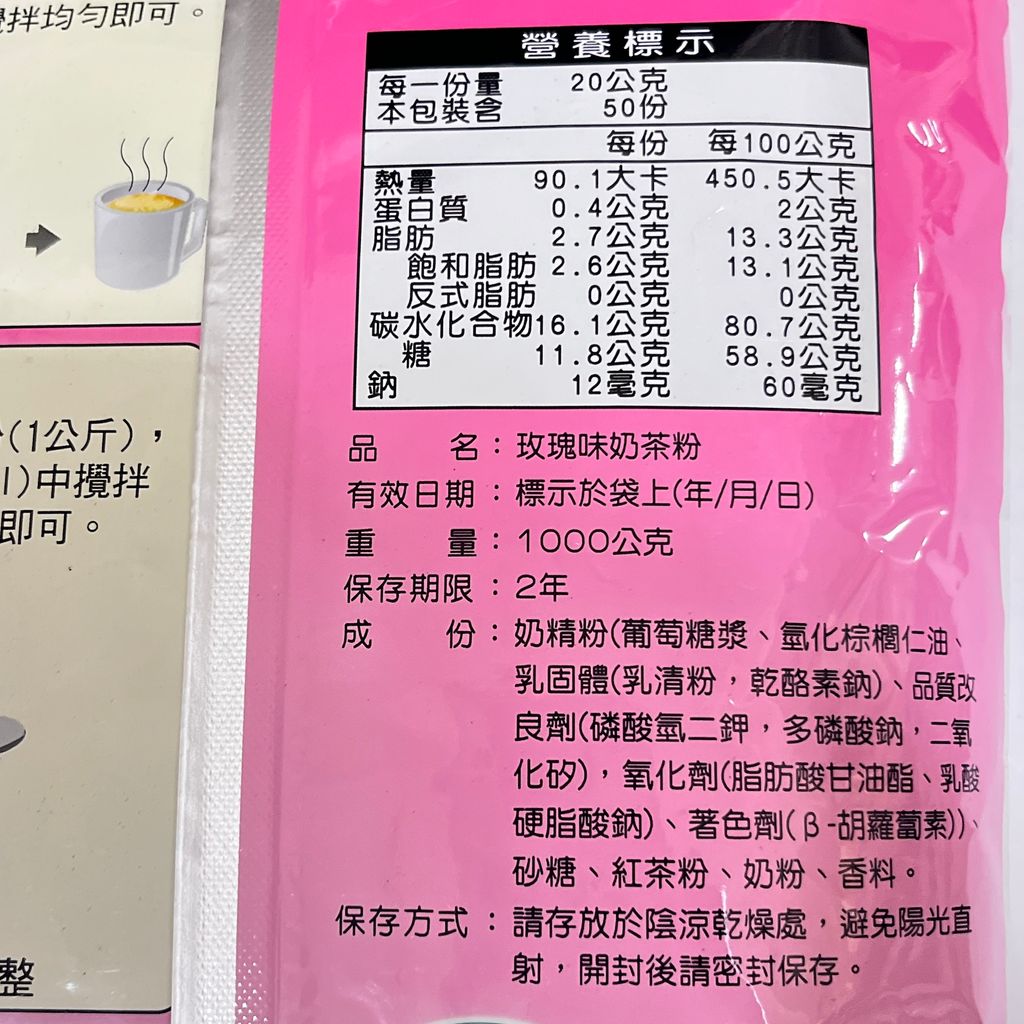 攪拌均勻即可。
(1公斤)，
l)中攪拌
即可。
整
營養標示
每一份量 20公克
本包裝含 50份
每份 每100公克
熱量 90.1大卡 450.5大卡
蛋白質 0.4公克 2公克
脂肪 2.7公克 13.3公克
飽和脂肪 2.6公克 13.1公克
反式脂肪 0公克 0公克
碳水化合物16.1公克 80.7公克
糖 11.8公克 58.9公克
鈉 12毫克 60毫克
品 名：玫瑰味奶茶粉
有效日期：標示於袋上(年/月/日)
重 量：1000公克
保存期限：2年
成 份：奶精粉(葡萄糖漿、氫化棕櫚仁油、
乳固體(乳清粉，乾酪素鈉)、品質改
良劑(磷酸氫二鉀，多磷酸鈉，二氧
化矽)，氧化劑(脂肪酸甘油酯、乳酸
硬脂酸鈉)、著色劑(β-胡蘿蔔素))、
砂糖、紅茶粉、奶粉、香料。
保存方式：請存放於陰涼乾燥處，避免陽光直
射，開封後請密封保存。